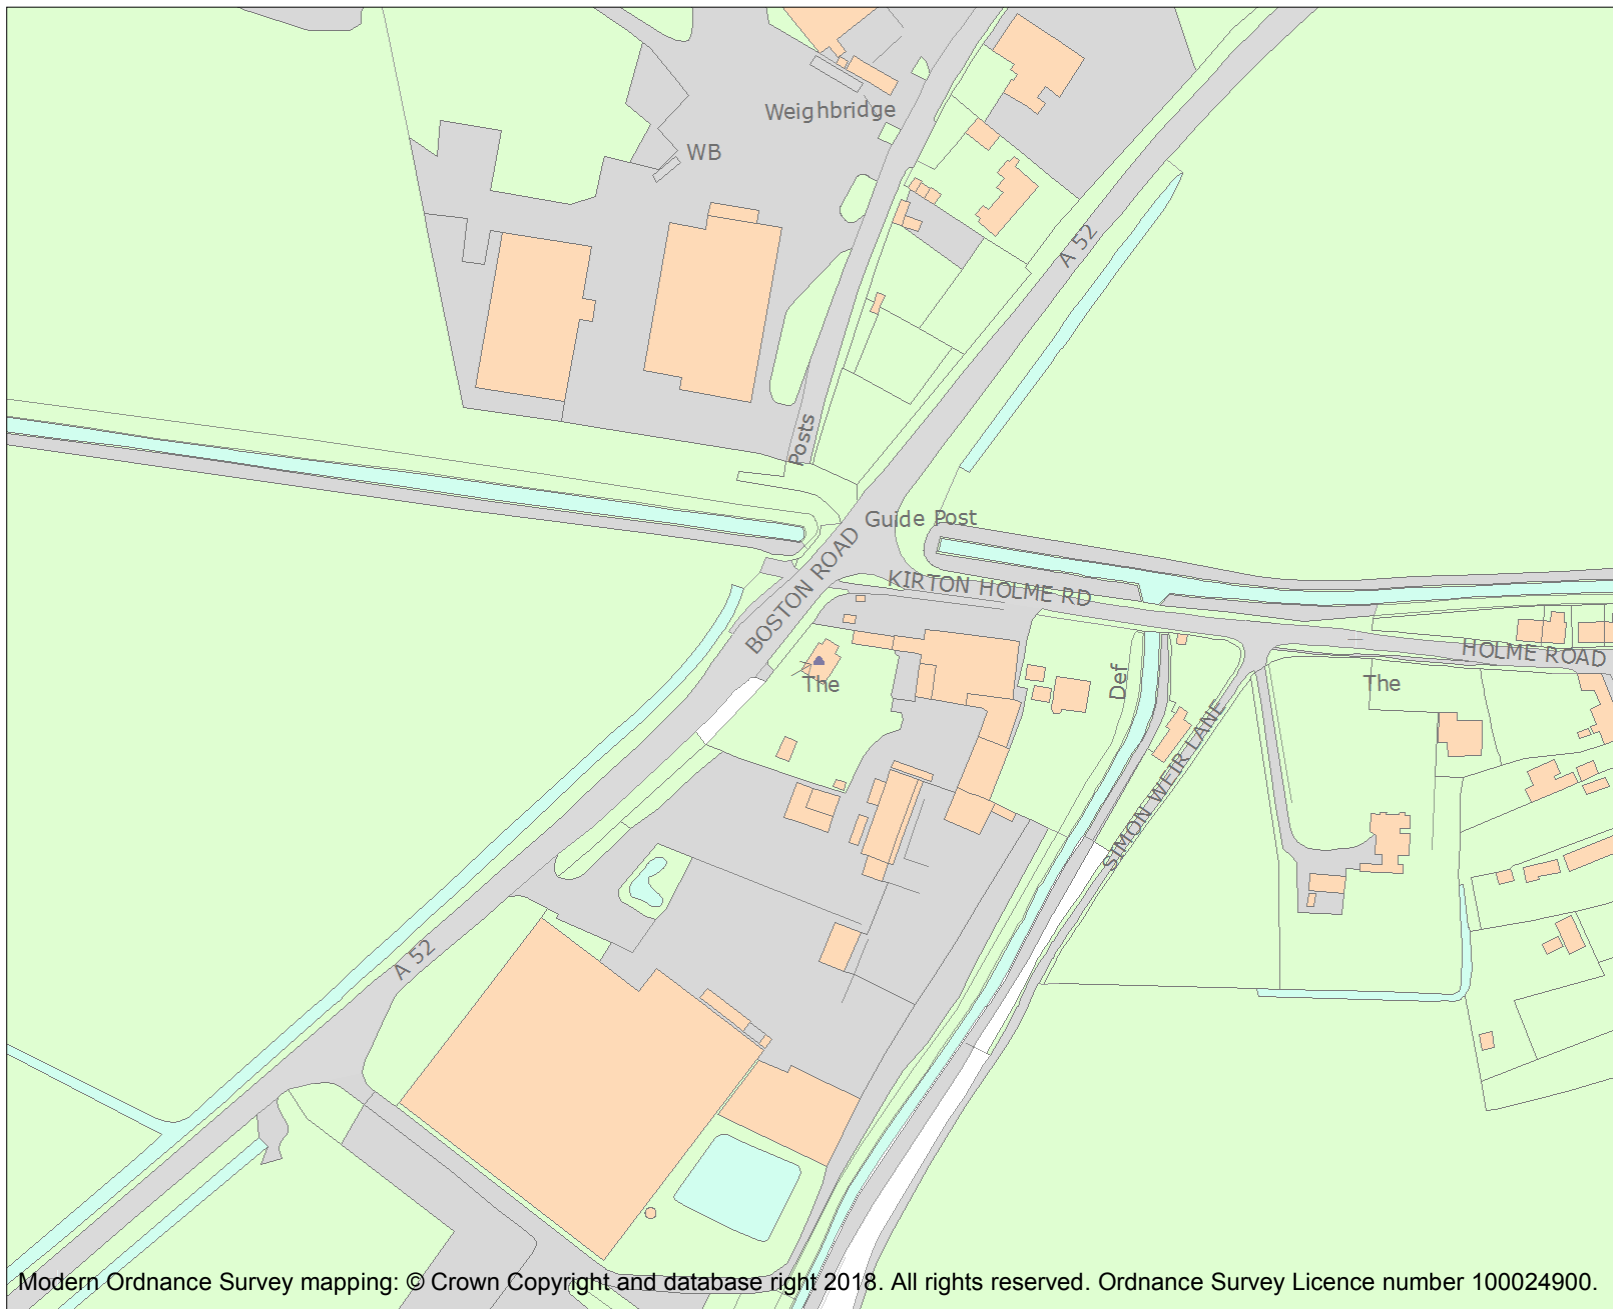 Weighbridge
WB
A 52
Posts
Guide Post
BOSTON ROAD
KIRTON HOLME RD
HOLME ROAD
The
Def
The
SIMON WEIR LANE
A 52
Modern Ordnance Survey mapping: © Crown Copyright and database right 2018. All rights reserved. Ordnance Survey Licence number 100024900.